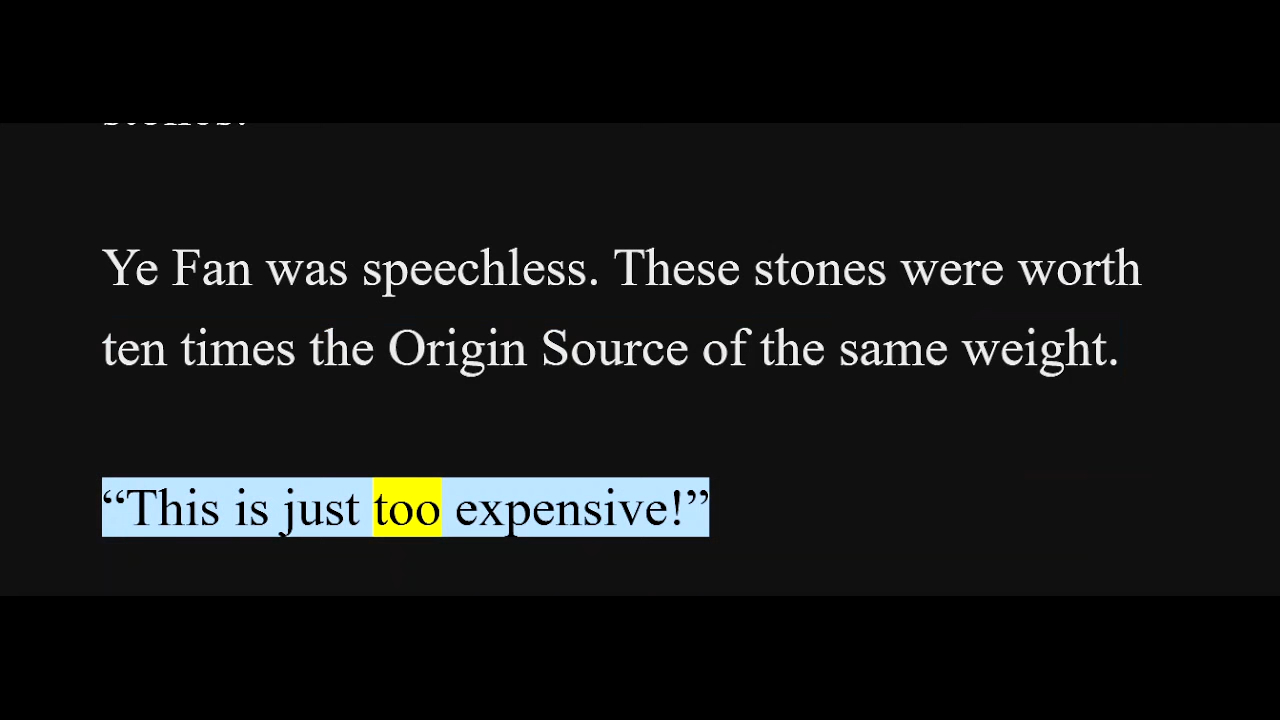 stones.
Ye Fan was speechless. These stones were worth
ten times the Origin Source of the same weight.
“This is just too expensive!”